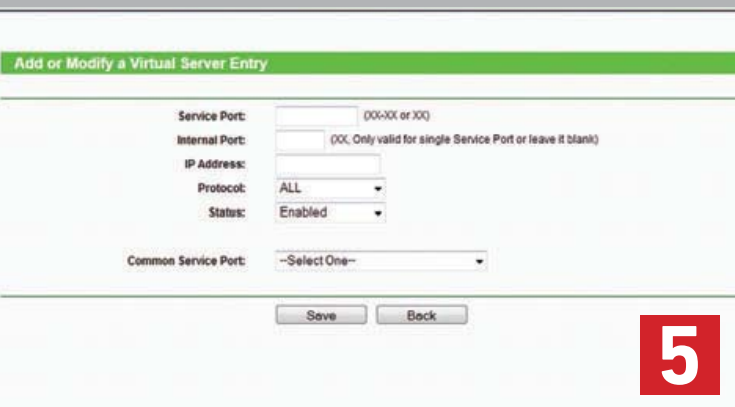 Add or Modify a Virtual Server Entry
Service Port: (XX-XX or XX)
Internal Port: (XX, Only valid for single Service Port or leave it blank)
IP Address:
Protocol: ALL
Status: Enabled
Common Service Port: --Select One--
Save Back
5